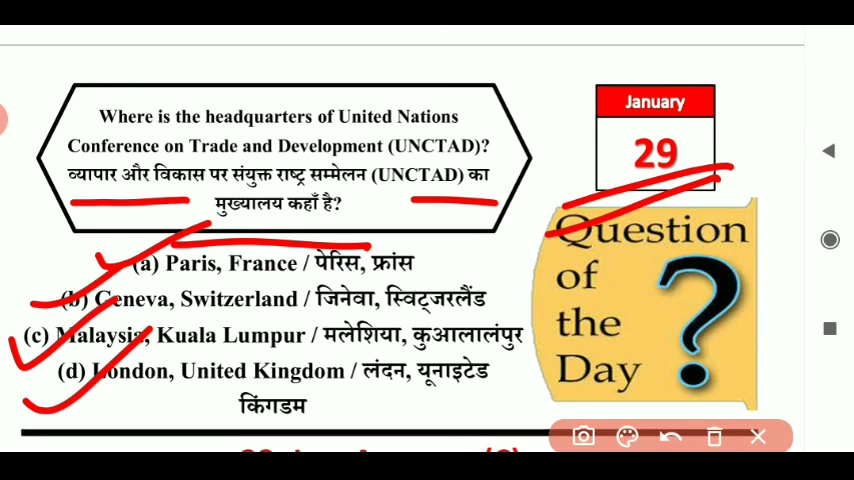 Where is the headquarters of United Nations
Conference on Trade and Development (UNCTAD)?
व्यापार और विकास पर संयुक्त राष्ट्र सम्मेलन (UNCTAD) का
मुख्यालय कहाँ है?
(a) Paris, France / पेरिस, फ्रांस
(b) Geneva, Switzerland / जिनेवा, स्विट्जरलैंड
(c) Malaysia, Kuala Lumpur / मलेशिया, कुआलालंपुर
(d) London, United Kingdom / लंदन, यूनाइटेड
किंगडम
January
29
Question
of
the
Day
?